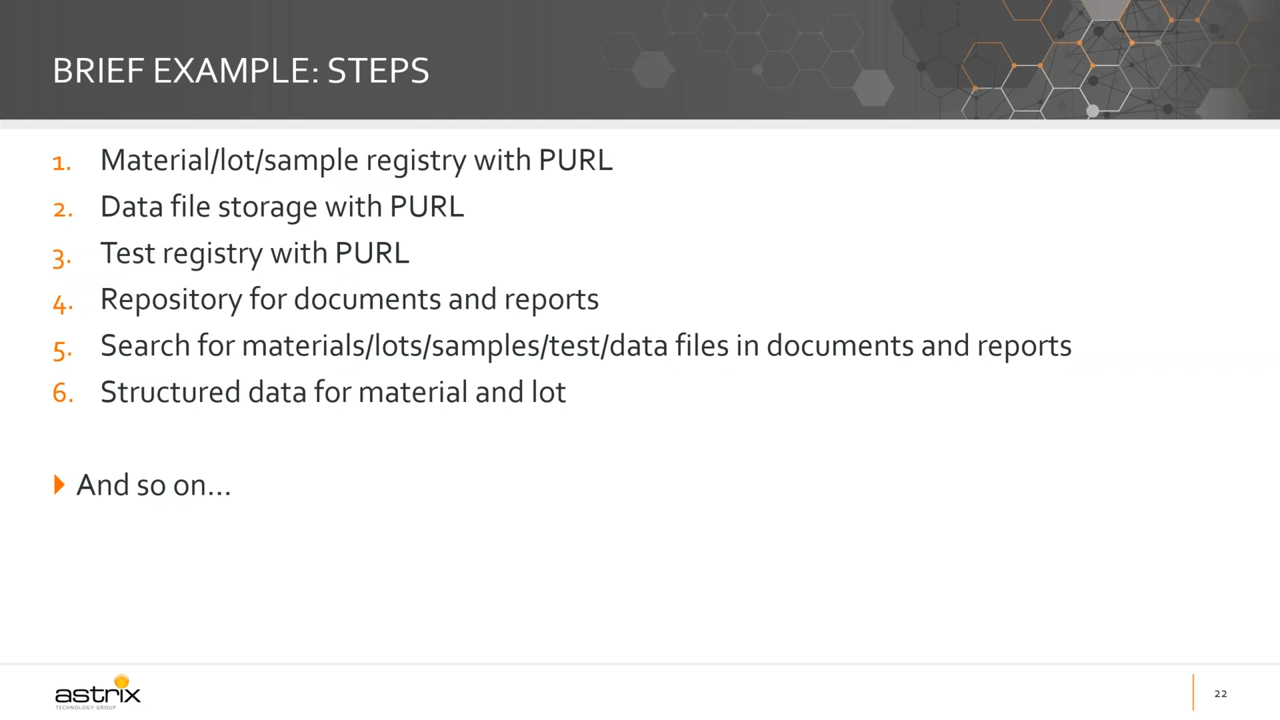 BRIEF EXAMPLE: STEPS
1. Material/lot/sample registry with PURL
2. Data file storage with PURL
3. Test registry with PURL
4. Repository for documents and reports
5. Search for materials/lots/samples/test/data files in documents and reports
6. Structured data for material and lot
And so on...
astrix
TECHNOLOGY GROUP
22